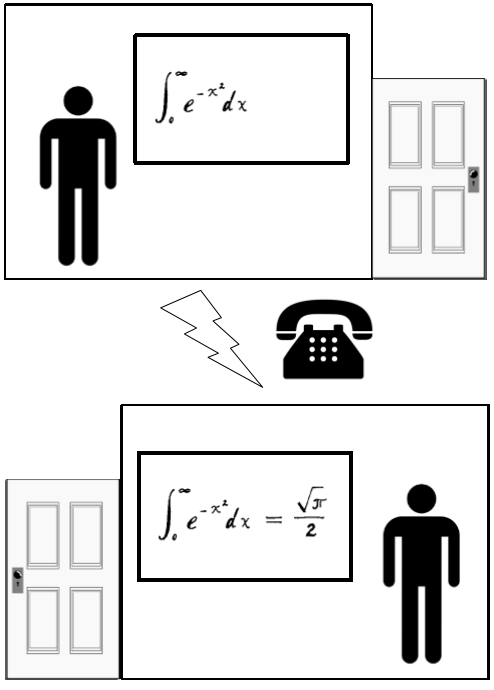 ∫₀^∞ e^{-x²} dx
∫₀^∞ e^{-x²} dx = √π/2